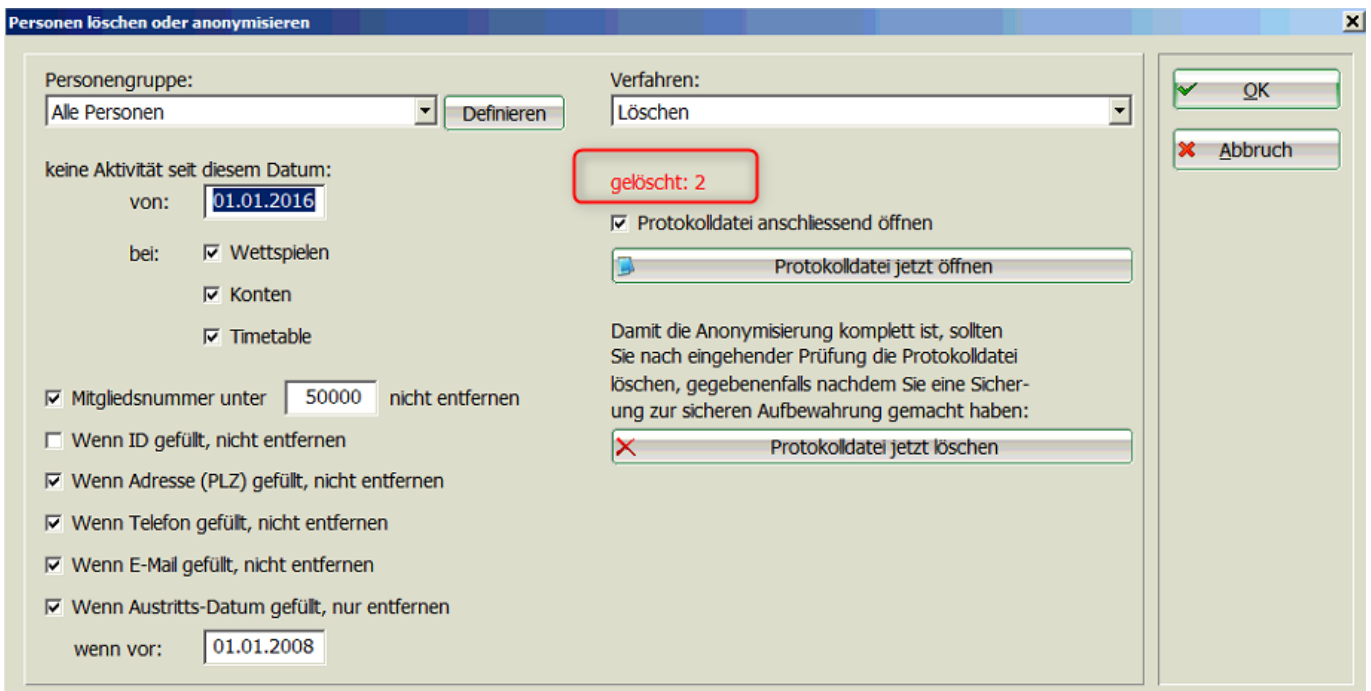 Personen löschen oder anonymisieren
Personengruppe:
Alle Personen
Definieren
keine Aktivität seit diesem Datum:
von: 01.01.2016
bei: Wettspielen
Konten
Timetable
Mitgliedsnummer unter 50000 nicht entfernen
Wenn ID gefüllt, nicht entfernen
Wenn Adresse (PLZ) gefüllt, nicht entfernen
Wenn Telefon gefüllt, nicht entfernen
Wenn E-Mail gefüllt, nicht entfernen
Wenn Austritts-Datum gefüllt, nur entfernen
wenn vor: 01.01.2008
Verfahren:
Löschen
gelöscht: 2
Protokolldatei anschliessend öffnen
Protokolldatei jetzt öffnen
Damit die Anonymisierung komplett ist, sollten
Sie nach eingehender Prüfung die Protokolldatei
löschen, gegebenenfalls nachdem Sie eine Sicher-
ung zur sicheren Aufbewahrung gemacht haben:
Protokolldatei jetzt löschen
OK
Abbruch